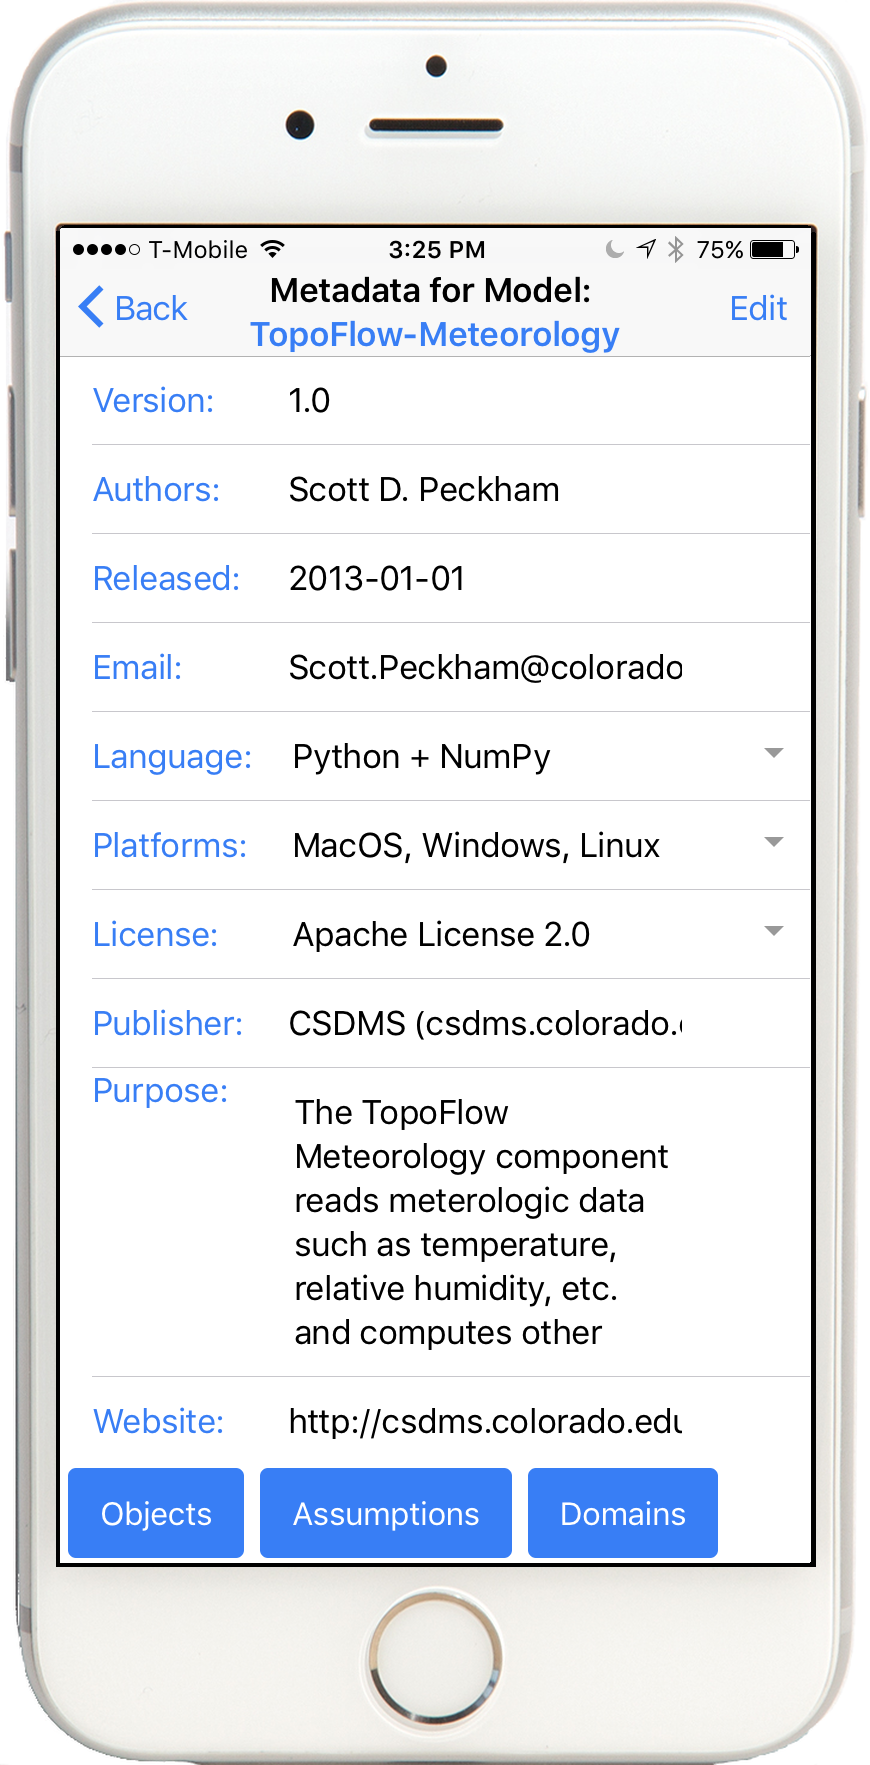 T-Mobile 3:25 PM 75%
Back Metadata for Model: Edit
TopoFlow-Meteorology
Version: 1.0
Authors: Scott D. Peckham
Released: 2013-01-01
Email: Scott.Peckham@colorado
Language: Python + NumPy
Platforms: MacOS, Windows, Linux
License: Apache License 2.0
Publisher: CSDMS (csdms.colorado.
Purpose: The TopoFlow
Meteorology component
reads meterologic data
such as temperature,
relative humidity, etc.
and computes other
Website: http://csdms.colorado.edu
Objects Assumptions Domains